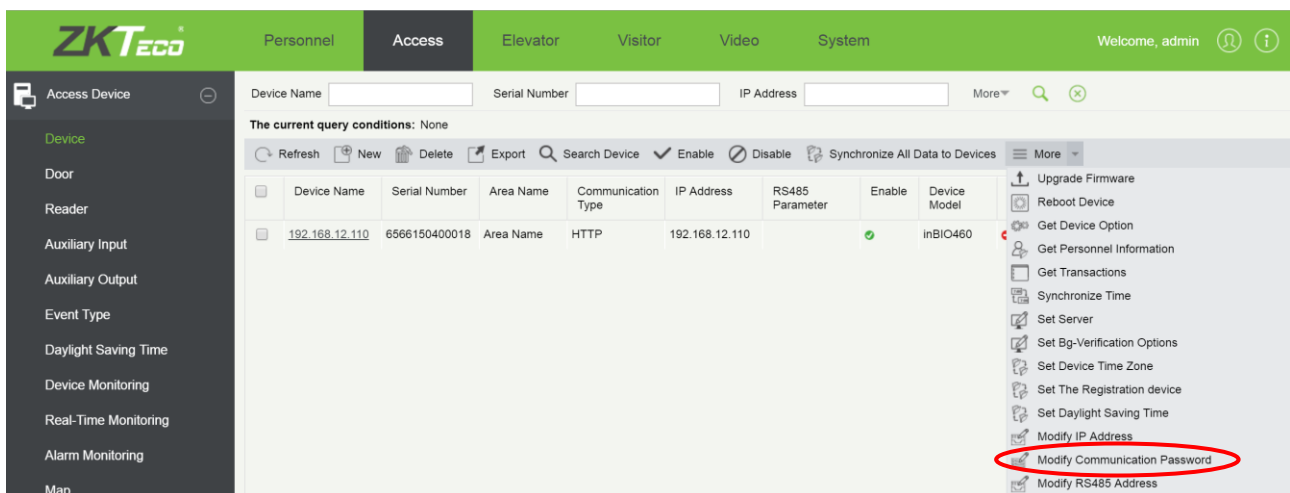 ZKTECO
Personnel Access Elevator Visitor Video System Welcome, admin
Access Device
Device Name Serial Number IP Address More
The current query conditions: None
Refresh New Delete Export Search Device Enable Disable Synchronize All Data to Devices More
Device Name Serial Number Area Name Communication Type IP Address RS485 Parameter Enable Device Model
192.168.12.110 6566150400018 Area Name HTTP 192.168.12.110 inBIO460
Device
Door
Reader
Auxiliary Input
Auxiliary Output
Event Type
Daylight Saving Time
Device Monitoring
Real-Time Monitoring
Alarm Monitoring
Map
Upgrade Firmware
Reboot Device
Get Device Option
Get Personnel Information
Get Transactions
Synchronize Time
Set Server
Set Bg-Verification Options
Set Device Time Zone
Set The Registration device
Set Daylight Saving Time
Modify IP Address
Modify Communication Password
Modify RS485 Address